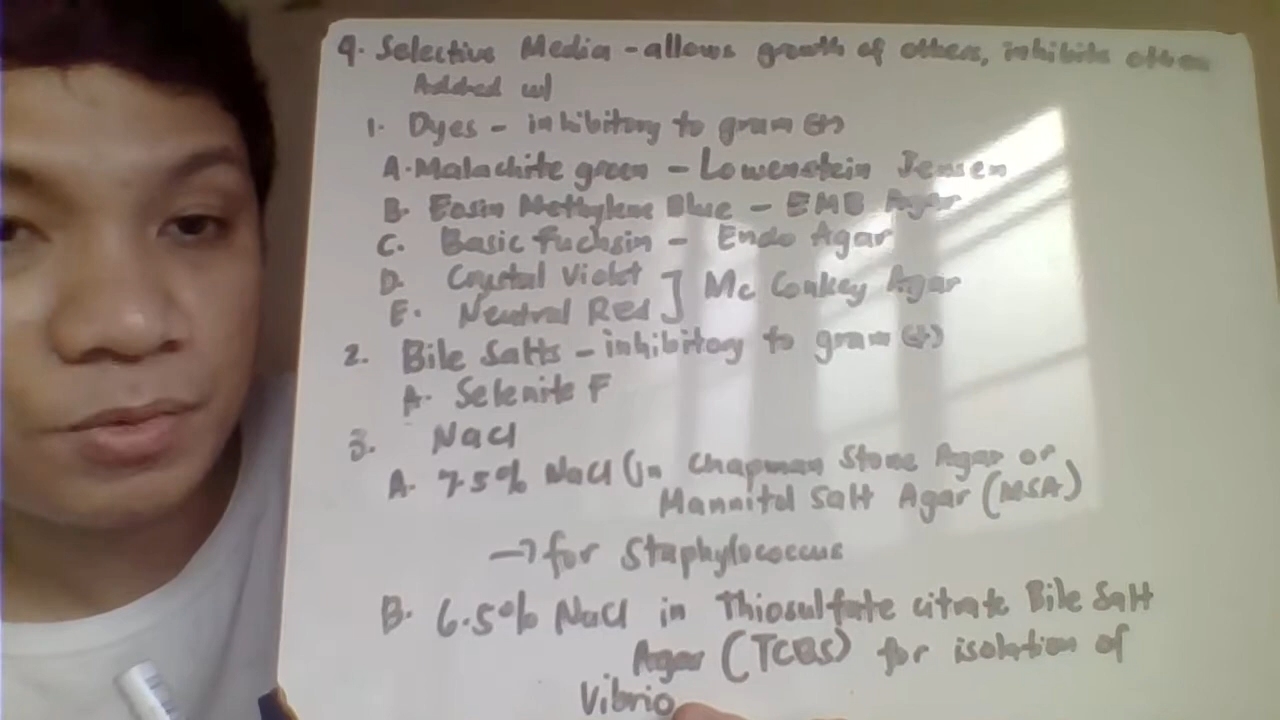 9. Selective Media - allows growth of others, inhibits others
Added w/
1. Dyes - inhibitory to gram (+)
A. Malachite green - Lowenstein Jensen
B. Eosin Methylene Blue - EMB Agar
C. Basic fuchsin - Endo Agar
D. Crystal Violet ] Mc Conkey Agar
E. Neutral Red
2. Bile Salts - inhibitory to gram (+)
A. Selenite F
3. NaCl
A. 7.5% NaCl (in Chapman Stone Agar or
Mannitol Salt Agar (MSA)
→ for Staphylococcus
B. 6.5% NaCl in Thiosulfate citrate Bile Salt
Agar (TCBS) for isolation of
Vibrio